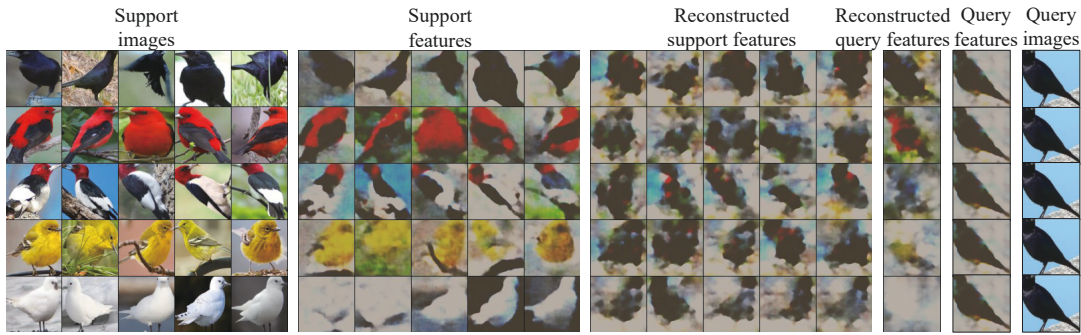 Support
images
Support
features
Reconstructed
support features
Reconstructed
query features
Query
features
Query
images